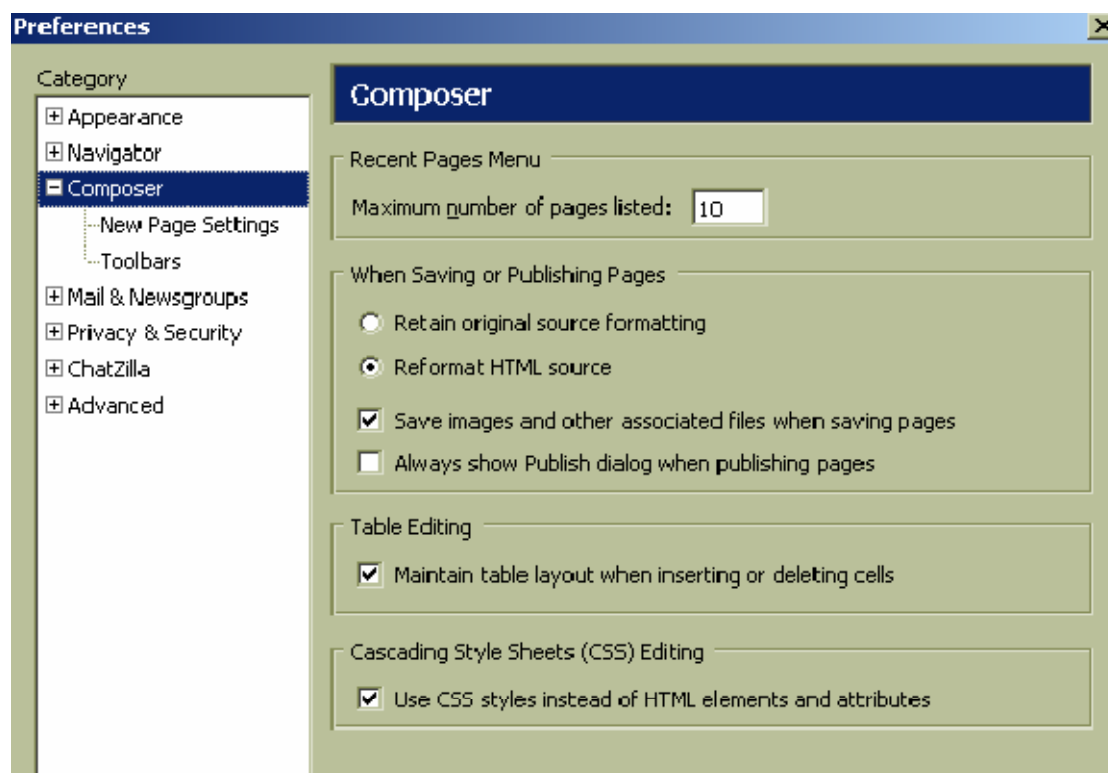 Preferences
Category
Appearance
Navigator
Composer
New Page Settings
Toolbars
Mail & Newsgroups
Privacy & Security
ChatZilla
Advanced
Composer
Recent Pages Menu
Maximum number of pages listed: 10
When Saving or Publishing Pages
Retain original source formatting
Reformat HTML source
Save images and other associated files when saving pages
Always show Publish dialog when publishing pages
Table Editing
Maintain table layout when inserting or deleting cells
Cascading Style Sheets (CSS) Editing
Use CSS styles instead of HTML elements and attributes